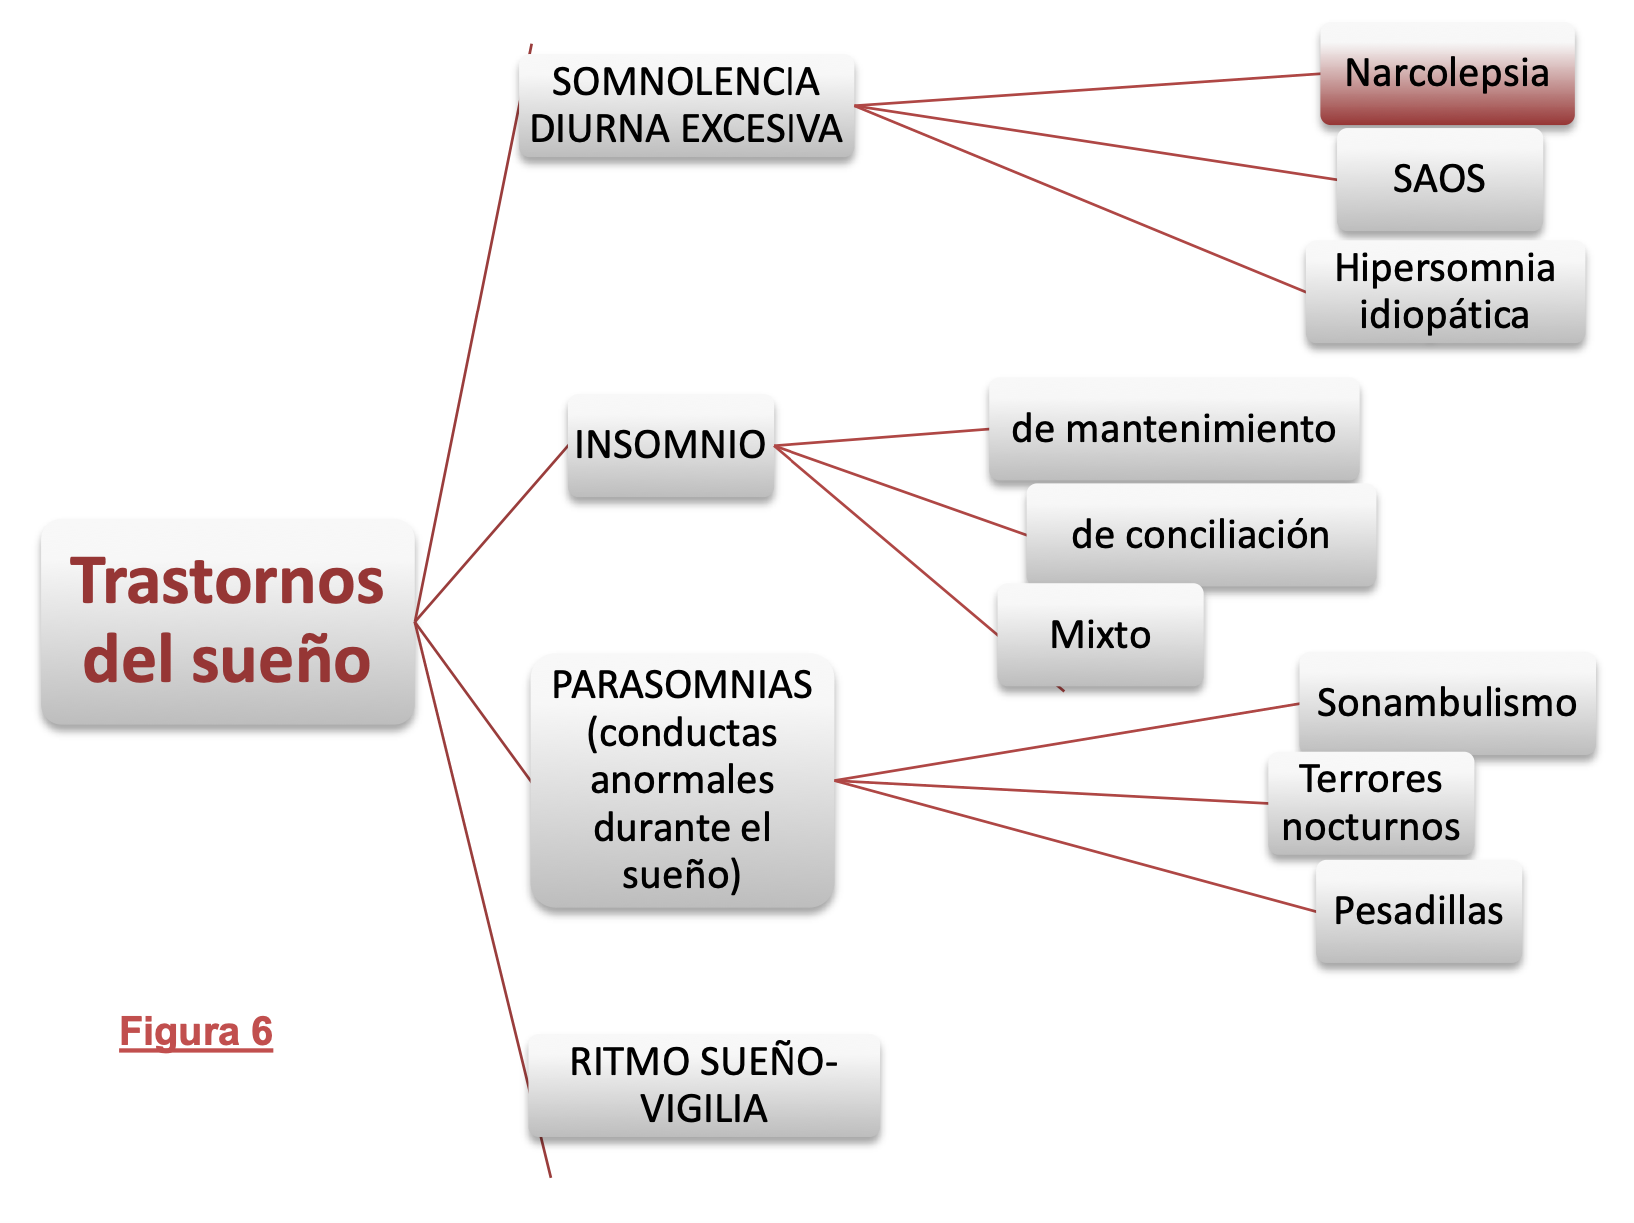 SOMNOLENCIA
DIURNA EXCESIVA
Narcolepsia
SAOS
Hipersomnia
idiopática
INSOMNIO
de mantenimiento
de conciliación
Mixto
Trastornos
del sueño
PARASOMNIAS
(conductas
anormales
durante el
sueño)
Sonambulismo
Terrores
nocturnos
Pesadillas
Figura 6
RITMO SUEÑO-
VIGILIA